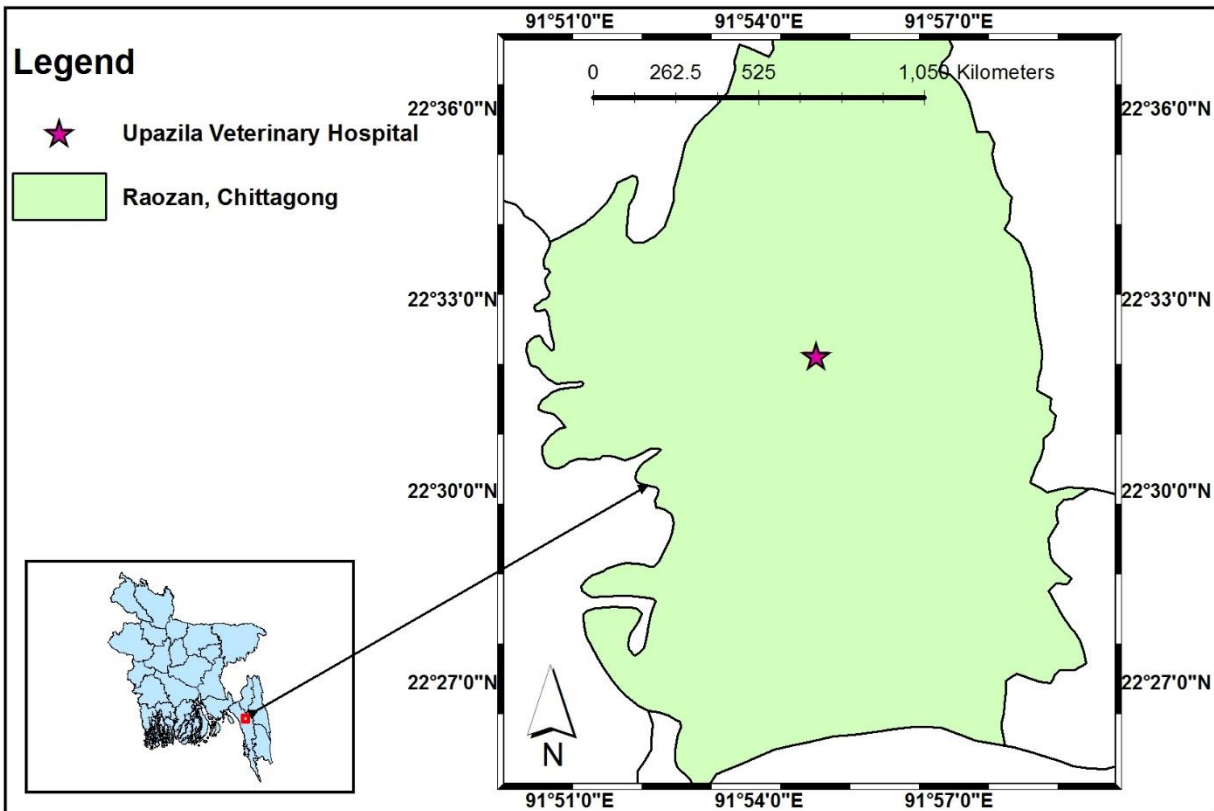 91°51'0"E 91°54'0"E 91°57'0"E
Legend
0 262.5 525 1,050 Kilometers
22°36'0"N 22°36'0"N
Upazila Veterinary Hospital
Raozan, Chittagong
22°33'0"N 22°33'0"N
22°30'0"N 22°30'0"N
22°27'0"N 22°27'0"N
N
91°51'0"E 91°54'0"E 91°57'0"E